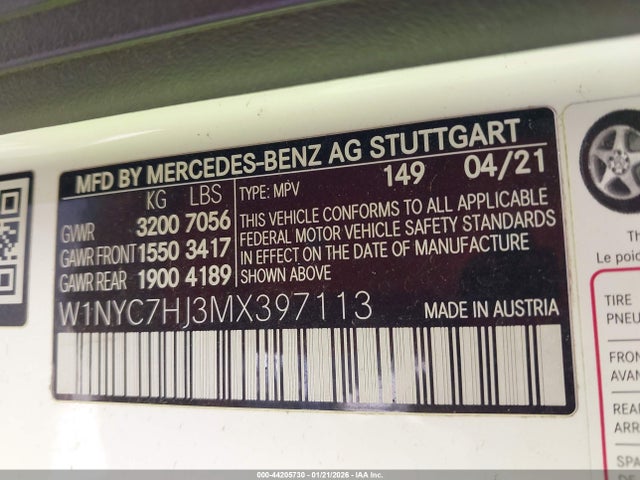 MFD BY MERCEDES-BENZ AG STUTTGART
KG LBS TYPE: MPV 149 04/21
GVWR 3200 7056
GAWR FRONT 1550 3417
GAWR REAR 1900 4189
THIS VEHICLE CONFORMS TO ALL APPLICABLE
FEDERAL MOTOR VEHICLE SAFETY STANDARDS
IN EFFECT ON THE DATE OF MANUFACTURE
SHOWN ABOVE
W1NYC7HJ3MX397113 MADE IN AUSTRIA
Th
Le poid
TIRE
PNEU
FRON
AVAN
REA
ARR
SPA
DE
000-44205730 - 01/21/2026 - IAA Inc.